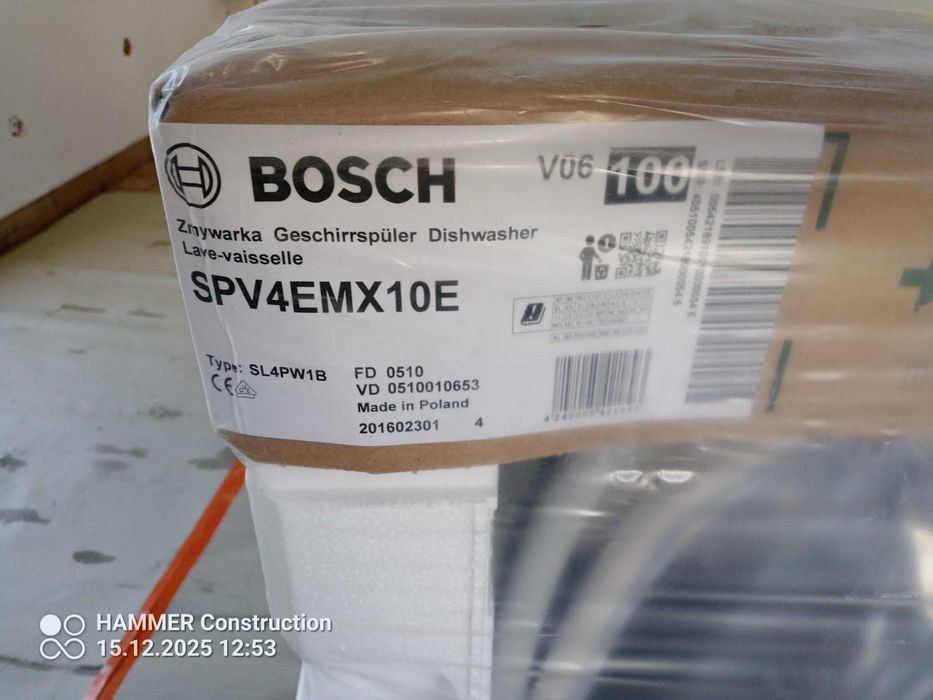 BOSCH
V06 100
Zmywarka Geschirrspüler Dishwasher
Lave-vaisselle
SPV4EMX10E
Type: SL4PW1B
FD 0510
VD 0510010653
Made in Poland
201602301 4
CE
HAMMER Construction
15.12.2025 12:53